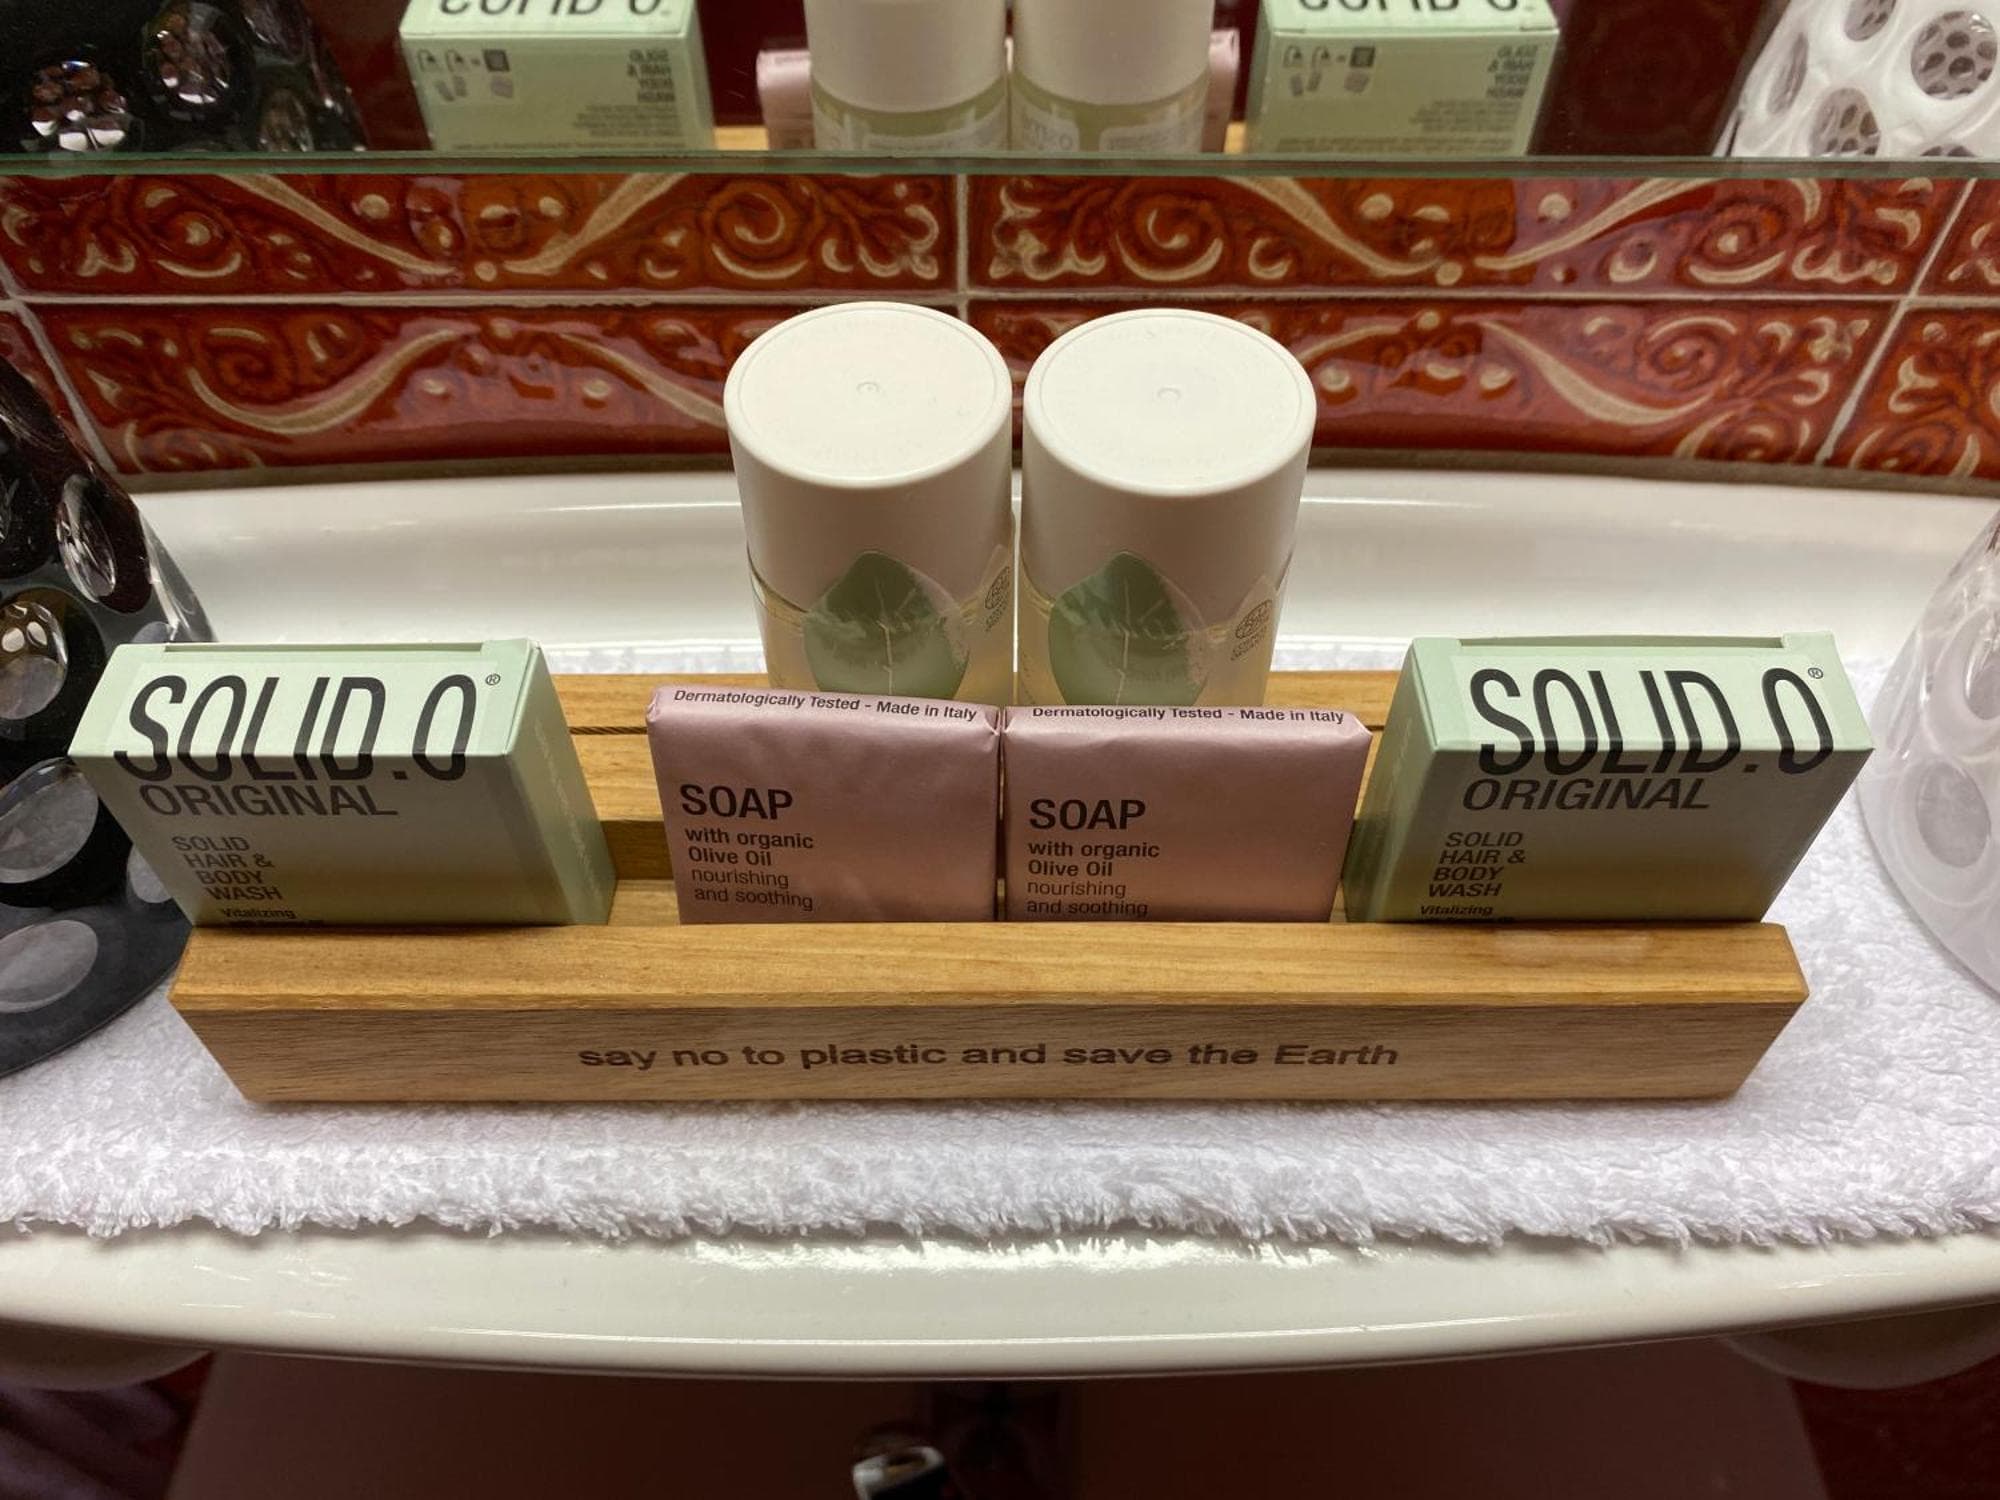 SOLID.O®
ORIGINAL
SOLID
HAIR &
BODY
WASH
Vitalizing
Dermatologically Tested - Made in Italy
SOAP
with organic
Olive Oil
nourishing
and soothing
Dermatologically Tested - Made in Italy
SOAP
with organic
Olive Oil
nourishing
and soothing
SOLID.O®
ORIGINAL
SOLID
HAIR &
BODY
WASH
Vitalizing
say no to plastic and save the Earth